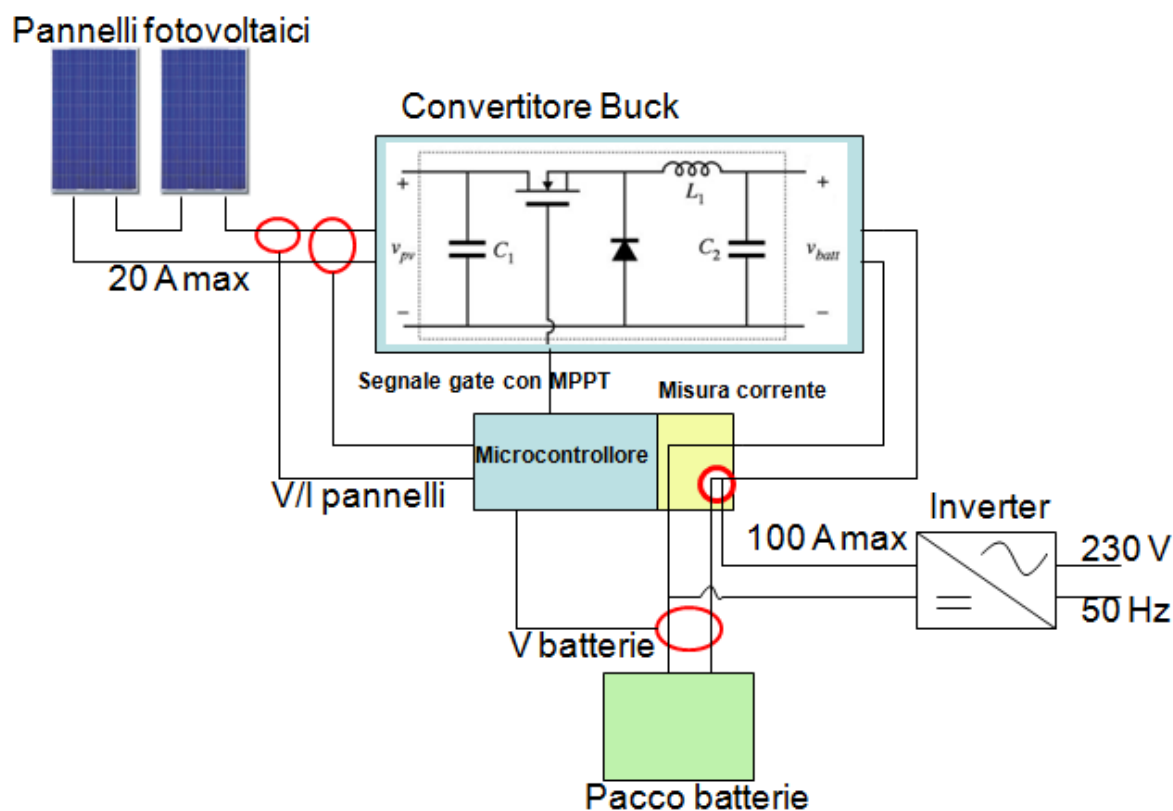 Pannelli fotovoltaici
Convertitore Buck
+
+
L1
vpv
C1
C2
vbatt
−
−
20 A max
Segnale gate con MPPT
Misura corrente
Microcontrollore
V/I pannelli
Inverter
100 A max
230 V
50 Hz
V batterie
Pacco batterie